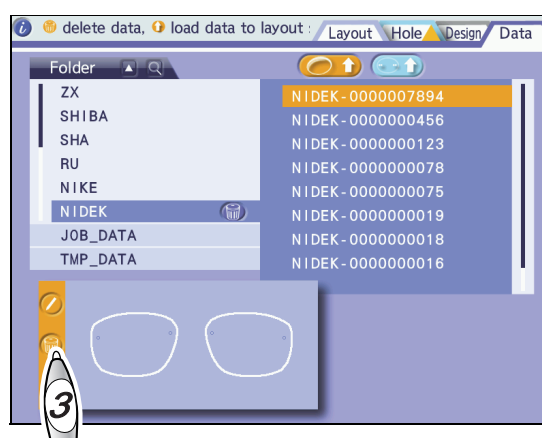 delete data, load data to layout :
Layout Hole Design Data
Folder
ZX
SHIBA
SHA
RU
NIKE
NIDEK
JOB_DATA
TMP_DATA
NIDEK-0000007894
NIDEK-0000000456
NIDEK-0000000123
NIDEK-0000000078
NIDEK-0000000075
NIDEK-0000000019
NIDEK-0000000018
NIDEK-0000000016
3